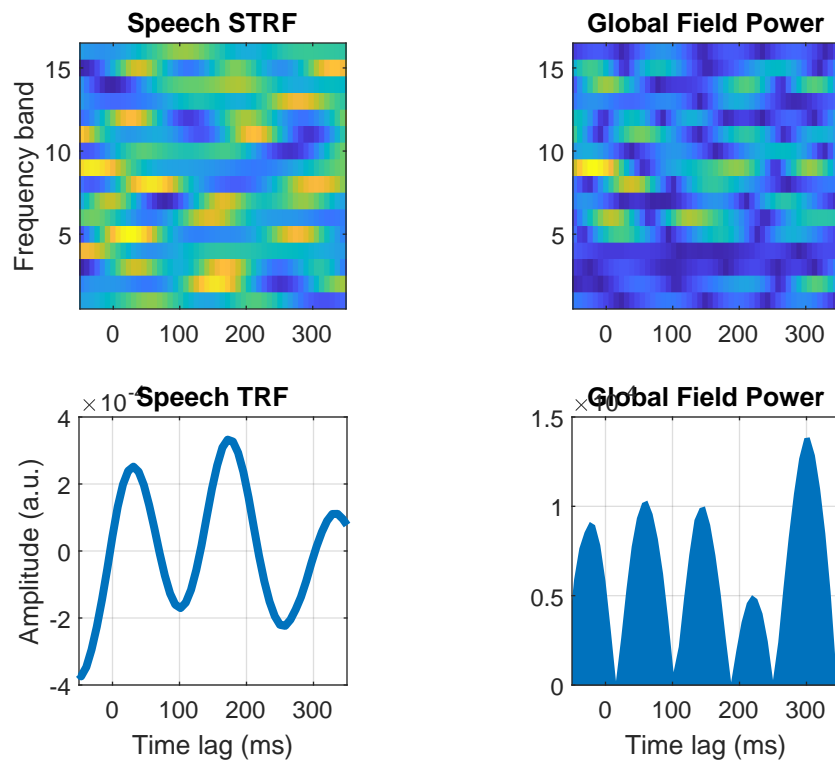 Speech STRF
Global Field Power
Frequency band
15
10
5
0 100 200 300
15
10
5
0 100 200 300
Speech TRF
× 10⁻⁴
Amplitude (a.u.)
4
2
0
-2
-4
0 100 200 300
Time lag (ms)
Global Field Power
1.5
1
0.5
0
0 100 200 300
Time lag (ms)